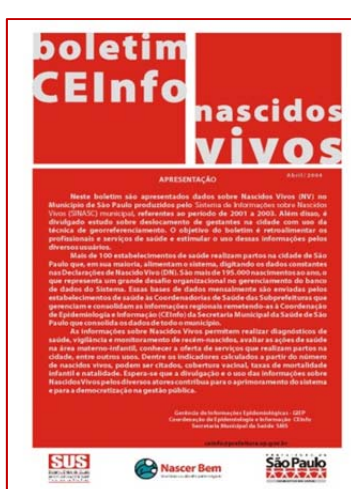 boletim
CEInfo
nascidos
vivos
Abril/2004
APRESENTAÇÃO
Neste boletim são apresentados dados sobre Nascidos Vivos (NV) no
Município de São Paulo produzidos pelo Sistema de Informações sobre Nascidos
Vivos (SINASC) municipal, referentes ao período de 2001 a 2003. Além disso, é
divulgado estudo sobre deslocamento de gestantes na cidade com uso da
técnica de georreferenciamento. O objetivo do boletim é retroalimentar os
profissionais e serviços de saúde e estimular o uso dessas informações pelos
diversos usuários.
Mais de 100 estabelecimentos de saúde realizam partos na cidade de São
Paulo que, em sua maioria, alimentam o sistema, digitando os dados constantes
nas Declarações de Nascido Vivo (DN). São mais de 195.000 nascimentos ao ano, o
que representa um grande desafio organizacional no gerenciamento do banco
de dados do Sistema. Essas bases de dados mensalmente são enviadas pelos
estabelecimentos de saúde às Coordenadorias de Saúde das Subprefeituras que
gerenciam e consolidam as informações regionais remetendo-as à Coordenação
de Epidemiologia e Informação (CEInfo) da Secretaria Municipal da Saúde de São
Paulo que consolida os dados de todo o município.
As informações sobre Nascidos Vivos permitem realizar diagnósticos de
saúde, vigilância e monitoramento de recém-nascidos, avaliar as ações de saúde
na área materno-infantil, conhecer a oferta de serviços que realizam partos na
cidade, entre outros usos. Dentre os indicadores calculados a partir do número
de nascidos vivos, podem ser citados, cobertura vacinal, taxas de mortalidade
infantil e natalidade. Espera-se que a divulgação e o uso das informações sobre
Nascidos Vivos pelos diversos atores contribua para o aprimoramento do sistema
e para a democratização na gestão pública.
Gerência de Informações Epidemiológicas - GIEP
Coordenação de Epidemiologia e Informação CEInfo
Secretaria Municipal da Saúde SMS
ceinfo@prefeitura.sp.gov.br
SUS
Nascer Bem
PREFEITURA DE
São Paulo